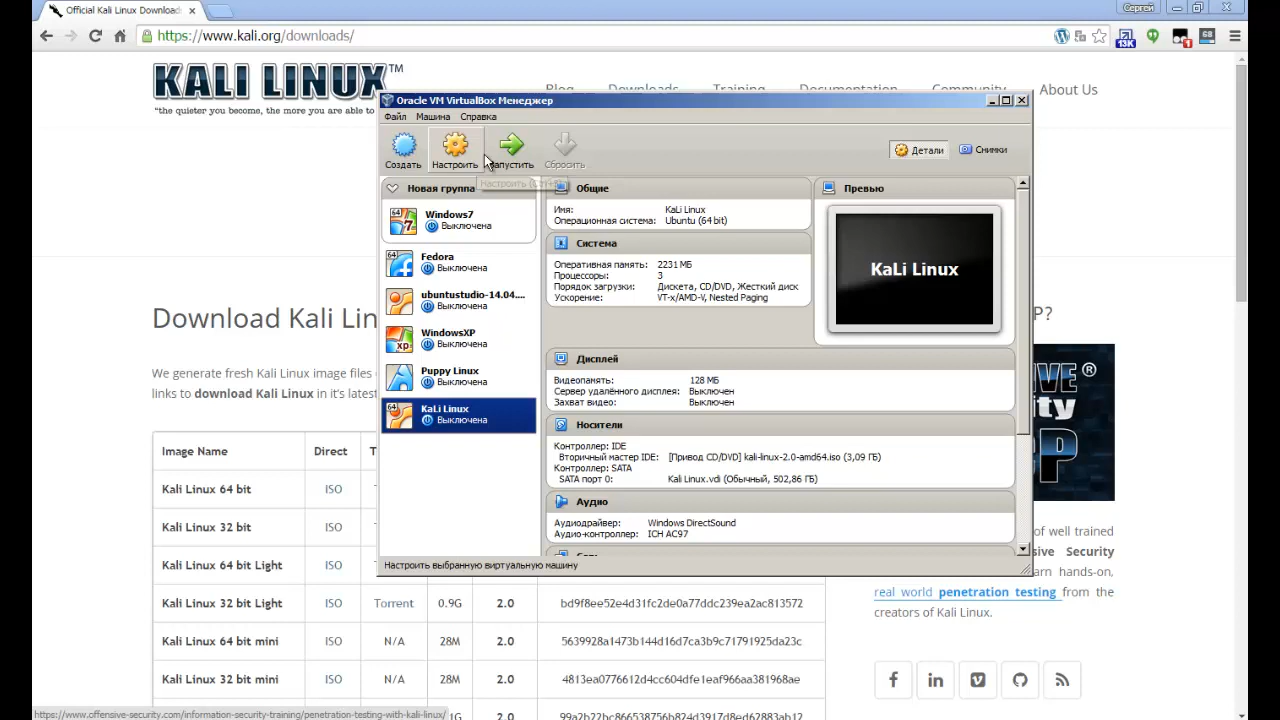 Official Kali Linux Downloads
Сергей
https://www.kali.org/downloads/
13K
1
68
KALI LINUX™
"the quieter you become, the more you are able to
Blog Downloads Training Documentation Community About Us
Oracle VM VirtualBox Менеджер
Файл Машина Справка
Создать Настроить Запустить Сбросить
Детали Снимки
Новая группа
Windows7
Выключена
Fedora
Выключена
ubuntustudio-14.04....
Выключена
WindowsXP
Выключена
Puppy Linux
Выключена
KaLi Linux
Выключена
Общие
Имя: KaLi Linux
Операционная система: Ubuntu (64 bit)
Система
Оперативная память: 2231 МБ
Процессоры: 3
Порядок загрузки: Дискета, CD/DVD, Жесткий диск
Ускорение: VT-x/AMD-V, Nested Paging
Превью
KaLi Linux
Дисплей
Видеопамять: 128 МБ
Сервер удалённого дисплея: Выключен
Захват видео: Выключен
Носители
Контроллер: IDE
Вторичный мастер IDE: [Привод CD/DVD] kali-linux-2.0-amd64.iso (3,09 ГБ)
Контроллер: SATA
SATA порт 0: Kali Linux.vdi (Обычный, 502,86 ГБ)
Аудио
Аудиодрайвер: Windows DirectSound
Аудио-контроллер: ICH AC97
Настроить выбранную виртуальную машину
Download Kali Lin
We generate fresh Kali Linux image files
links to download Kali Linux in it's latest
Image Name Direct T
Kali Linux 64 bit ISO
Kali Linux 32 bit ISO
Kali Linux 64 bit Light ISO
Kali Linux 32 bit Light ISO Torrent 0.9G 2.0 bd9f8ee52e4d31fc2de0a77ddc239ea2ac813572
Kali Linux 64 bit mini ISO N/A 28M 2.0 5639928a1473b144d16d7ca3b9c71791925da23c
Kali Linux 32 bit mini ISO N/A 28M 2.0 4813ea0776612d4cc604dfe1eaf966aa381968ae
1G 2.0 99a2b22bc866538756b824d3179d62d883ab12
P?
IVE®
curity
P
of well trained
sive Security
arn hands-on,
real world penetration testing from the
creators of Kali Linux.
https://www.offensive-security.com/information-security-training/penetration-testing-with-kali-linux/